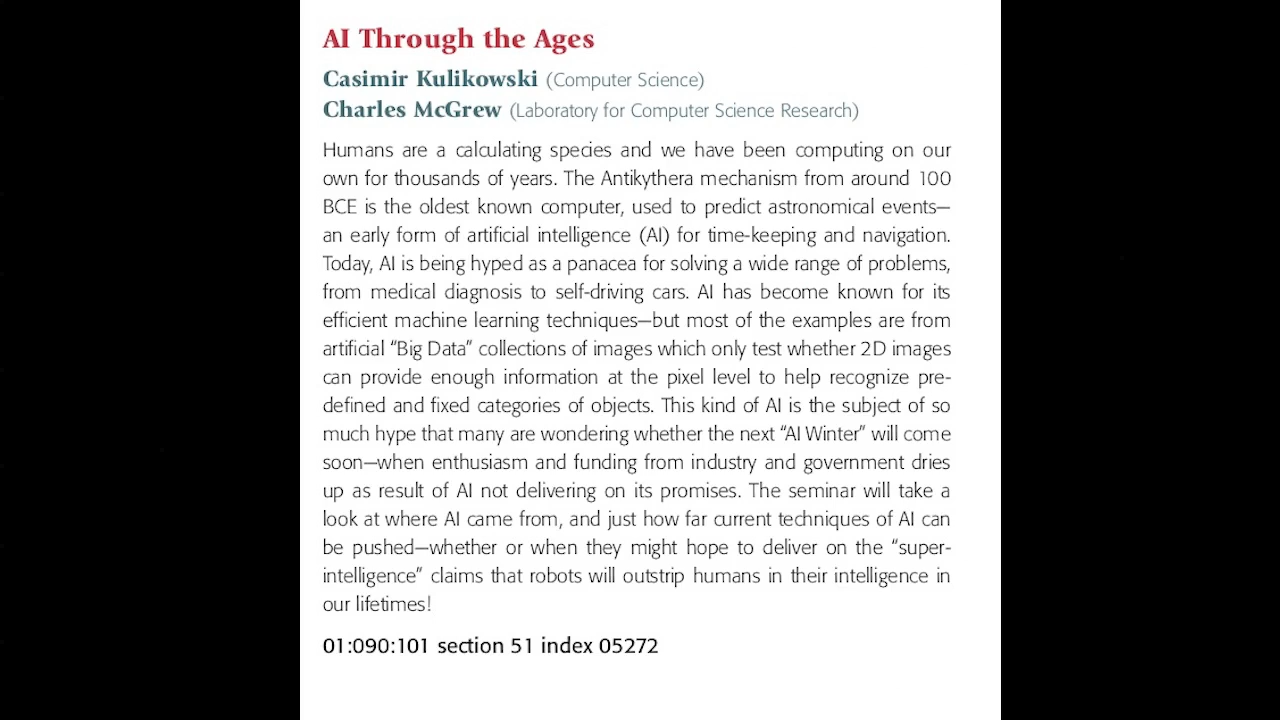 AI Through the Ages
Casimir Kulikowski (Computer Science)
Charles McGrew (Laboratory for Computer Science Research)
Humans are a calculating species and we have been computing on our
own for thousands of years. The Antikythera mechanism from around 100
BCE is the oldest known computer, used to predict astronomical events—
an early form of artificial intelligence (AI) for time-keeping and navigation.
Today, AI is being hyped as a panacea for solving a wide range of problems,
from medical diagnosis to self-driving cars. AI has become known for its
efficient machine learning techniques—but most of the examples are from
artificial “Big Data” collections of images which only test whether 2D images
can provide enough information at the pixel level to help recognize pre-
defined and fixed categories of objects. This kind of AI is the subject of so
much hype that many are wondering whether the next “AI Winter” will come
soon—when enthusiasm and funding from industry and government dries
up as result of AI not delivering on its promises. The seminar will take a
look at where AI came from, and just how far current techniques of AI can
be pushed—whether or when they might hope to deliver on the “super-
intelligence” claims that robots will outstrip humans in their intelligence in
our lifetimes!
01:090:101 section 51 index 05272